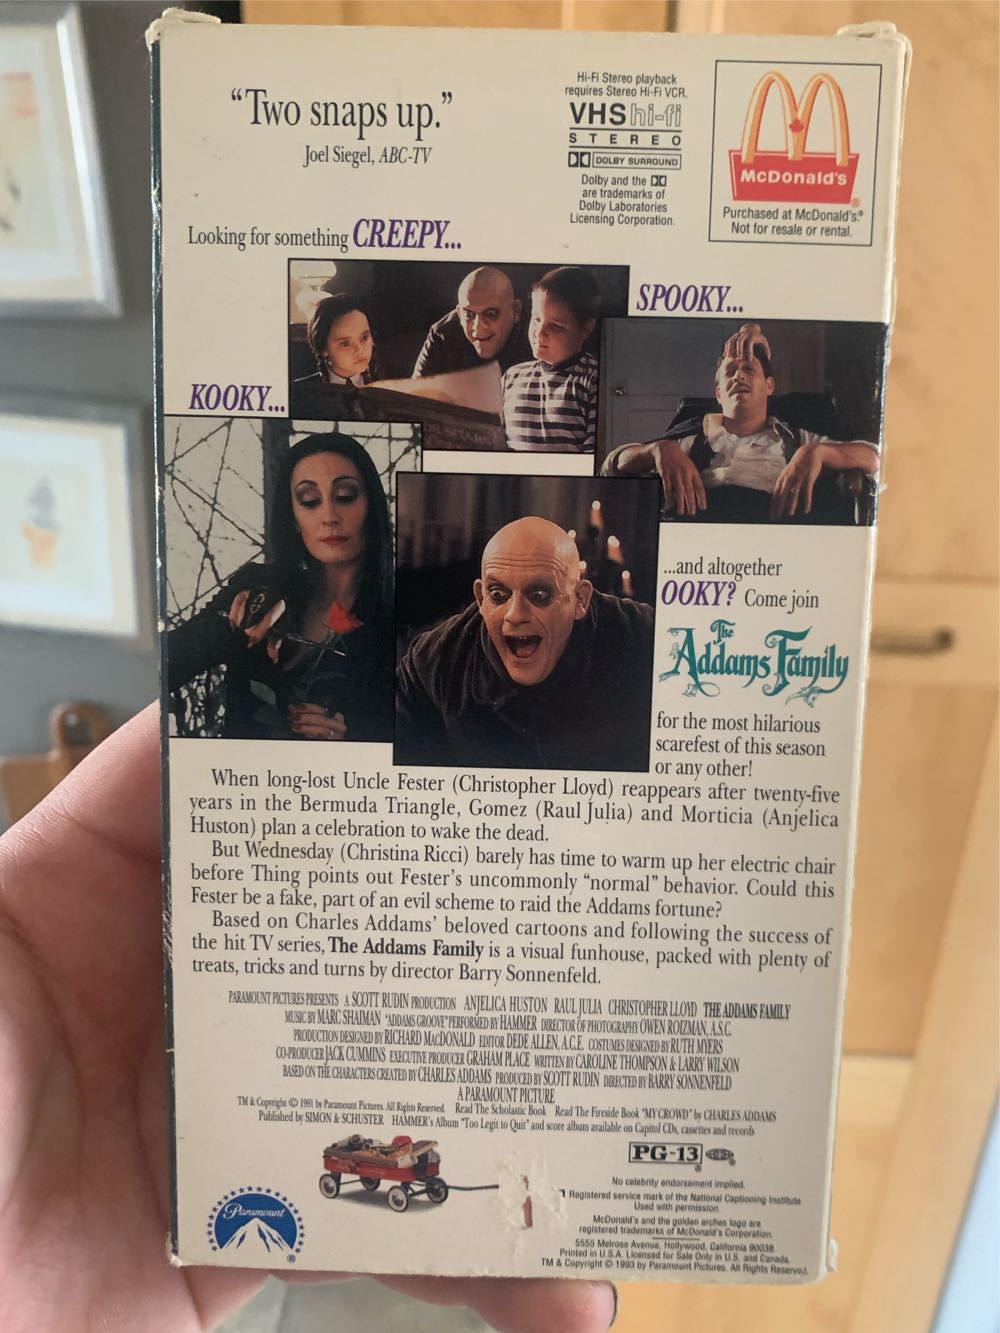 “Two snaps up.”
Joel Siegel, ABC-TV
Hi-Fi Stereo playback
requires Stereo Hi-Fi VCR.
VHS hi-fi
STEREO
DOLBY SURROUND
Dolby and the
are trademarks of
Dolby Laboratories
Licensing Corporation.
McDonald's
®
Purchased at McDonald's.®
Not for resale or rental.
Looking for something CREEPY...
SPOOKY...
KOOKY...
...and altogether
OOKY? Come join
The
Addams Family
for the most hilarious
scarefest of this season
or any other!
When long-lost Uncle Fester (Christopher Lloyd) reappears after twenty-five
years in the Bermuda Triangle, Gomez (Raul Julia) and Morticia (Anjelica
Huston) plan a celebration to wake the dead.
But Wednesday (Christina Ricci) barely has time to warm up her electric chair
before Thing points out Fester's uncommonly “normal” behavior. Could this
Fester be a fake, part of an evil scheme to raid the Addams fortune?
Based on Charles Addams' beloved cartoons and following the success of
the hit TV series, The Addams Family is a visual funhouse, packed with plenty of
treats, tricks and turns by director Barry Sonnenfeld.
PARAMOUNT PICTURES PRESENTS A SCOTT RUDIN PRODUCTION ANJELICA HUSTON RAUL JULIA CHRISTOPHER LLOYD THE ADDAMS FAMILY
MUSIC BY MARC SHAIMAN "ADDAMS GROOVE" PERFORMED BY HAMMER DIRECTOR OF PHOTOGRAPHY OWEN ROIZMAN, A.S.C.
PRODUCTION DESIGNED BY RICHARD MACDONALD EDITOR DEDE ALLEN, A.C.E. COSTUMES DESIGNED BY RUTH MYERS
CO-PRODUCER JACK CUMMINS EXECUTIVE PRODUCER GRAHAM PLACE WRITTEN BY CAROLINE THOMPSON & LARRY WILSON
BASED ON THE CHARACTERS CREATED BY CHARLES ADDAMS PRODUCED BY SCOTT RUDIN DIRECTED BY BARRY SONNENFELD
A PARAMOUNT PICTURE
TM & Copyright © 1991 by Paramount Pictures. All Rights Reserved. Read The Scholastic Book Read The Fireside Book "MY CROWD" by CHARLES ADDAMS
Published by SIMON & SCHUSTER HAMMER's Album "Too Legit to Quit" and score album available on Capitol CDs, cassettes and records
PG-13
®
Paramount
®
No celebrity endorsement implied.
Registered service mark of the National Captioning Institute.
Used with permission.
McDonald's and the golden arches logo are
registered trademarks of McDonald's Corporation.
5555 Melrose Avenue, Hollywood, California 90038
Printed in U.S.A. Licensed for Sale Only in U.S. and Canada.
TM & Copyright © 1993 by Paramount Pictures. All Rights Reserved.